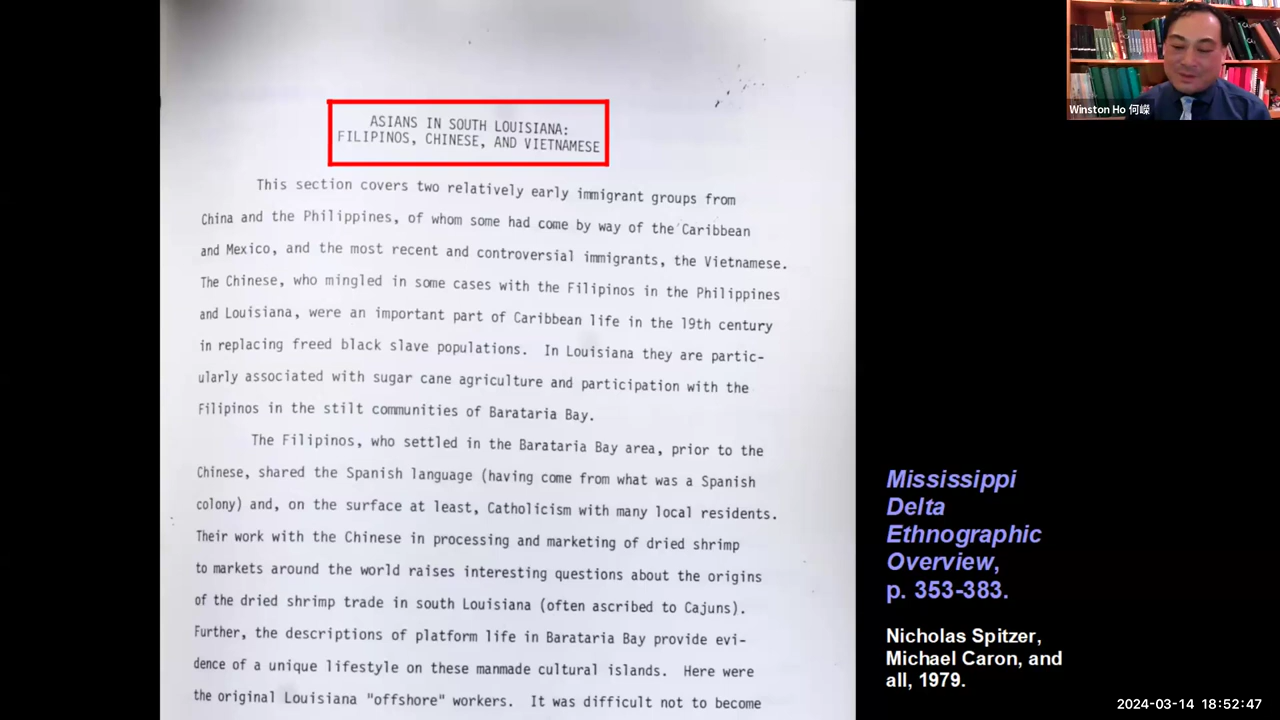 ASIANS IN SOUTH LOUISIANA:
FILIPINOS, CHINESE, AND VIETNAMESE
This section covers two relatively early immigrant groups from
China and the Philippines, of whom some had come by way of the Caribbean
and Mexico, and the most recent and controversial immigrants, the Vietnamese.
The Chinese, who mingled in some cases with the Filipinos in the Philippines
and Louisiana, were an important part of Caribbean life in the 19th century
in replacing freed black slave populations. In Louisiana they are partic-
ularly associated with sugar cane agriculture and participation with the
Filipinos in the stilt communities of Barataria Bay.
The Filipinos, who settled in the Barataria Bay area, prior to the
Chinese, shared the Spanish language (having come from what was a Spanish
colony) and, on the surface at least, Catholicism with many local residents.
Their work with the Chinese in processing and marketing of dried shrimp
to markets around the world raises interesting questions about the origins
of the dried shrimp trade in south Louisiana (often ascribed to Cajuns).
Further, the descriptions of platform life in Barataria Bay provide evi-
dence of a unique lifestyle on these manmade cultural islands. Here were
the original Louisiana "offshore" workers. It was difficult not to become
Winston Ho 何嶸
Mississippi
Delta
Ethnographic
Overview,
p. 353-383.
Nicholas Spitzer,
Michael Caron, and
all, 1979.
2024-03-14 18:52:47